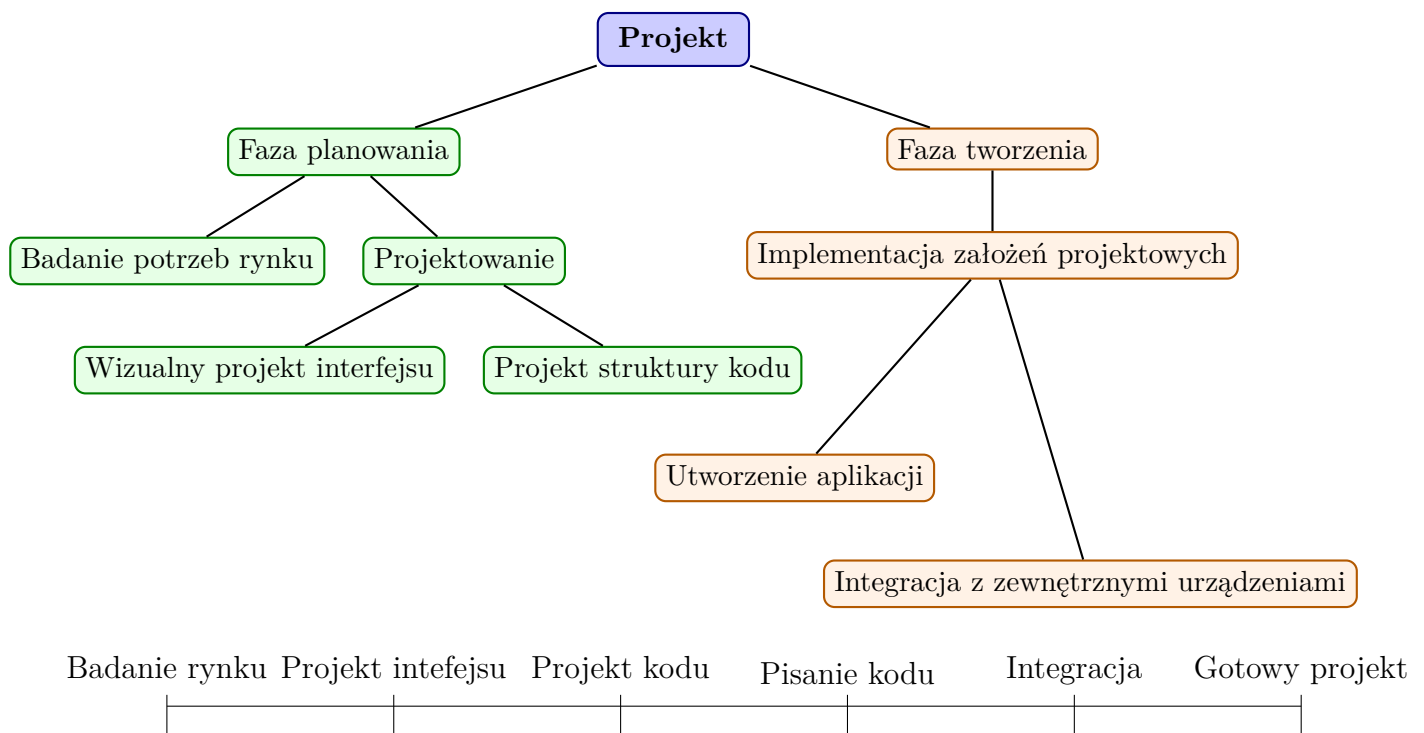 Projekt
Faza planowania
Faza tworzenia
Badanie potrzeb rynku
Projektowanie
Implementacja założeń projektowych
Wizualny projekt interfejsu
Projekt struktury kodu
Utworzenie aplikacji
Integracja z zewnętrznymi urządzeniami
Badanie rynku
Projekt intefejsu
Projekt kodu
Pisanie kodu
Integracja
Gotowy projekt